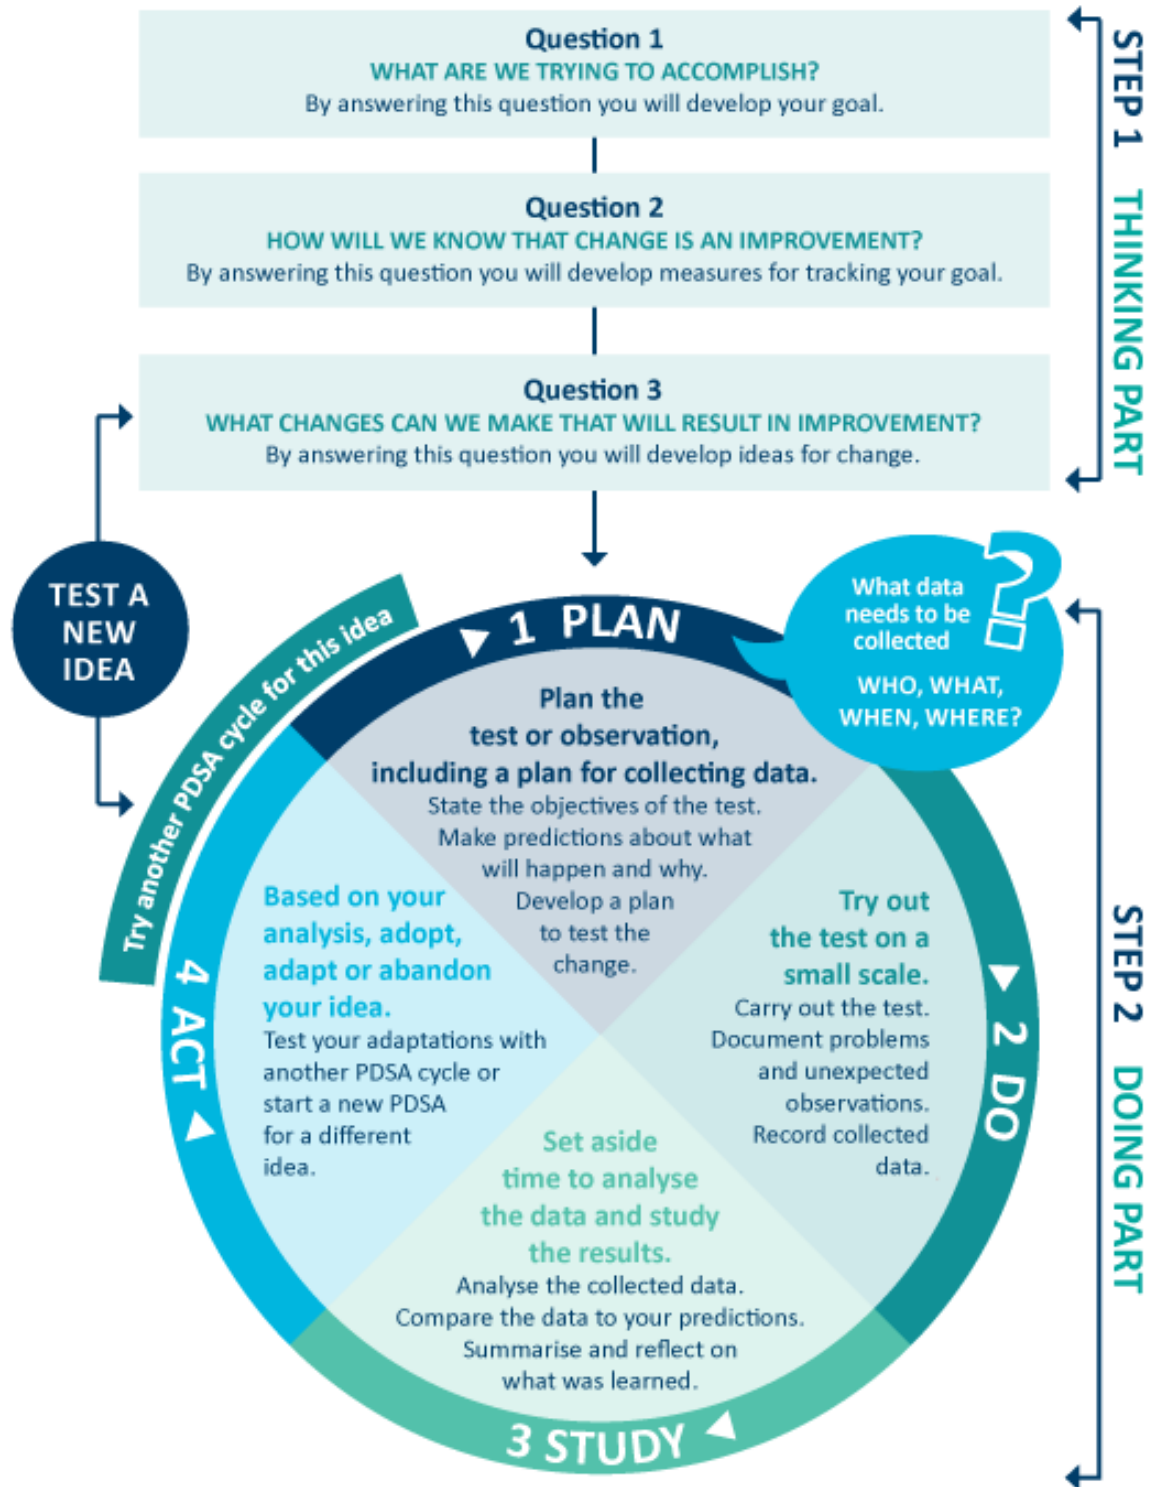 Question 1
WHAT ARE WE TRYING TO ACCOMPLISH?
By answering this question you will develop your goal.
Question 2
HOW WILL WE KNOW THAT CHANGE IS AN IMPROVEMENT?
By answering this question you will develop measures for tracking your goal.
Question 3
WHAT CHANGES CAN WE MAKE THAT WILL RESULT IN IMPROVEMENT?
By answering this question you will develop ideas for change.
STEP 1 THINKING PART
TEST A
NEW
IDEA
Try another PDSA cycle for this idea
What data
needs to be
collected
?
WHO, WHAT,
WHEN, WHERE?
1 PLAN
Plan the
test or observation,
including a plan for collecting data.
State the objectives of the test.
Make predictions about what
will happen and why.
Develop a plan
to test the
change.
2 DO
Try out
the test on a
small scale.
Carry out the test.
Document problems
and unexpected
observations.
Record collected
data.
3 STUDY
Set aside
time to analyse
the data and study
the results.
Analyse the collected data.
Compare the data to your predictions.
Summarise and reflect on
what was learned.
4 ACT
Based on your
analysis, adopt,
adapt or abandon
your idea.
Test your adaptations with
another PDSA cycle or
start a new PDSA
for a different
idea.
STEP 2 DOING PART